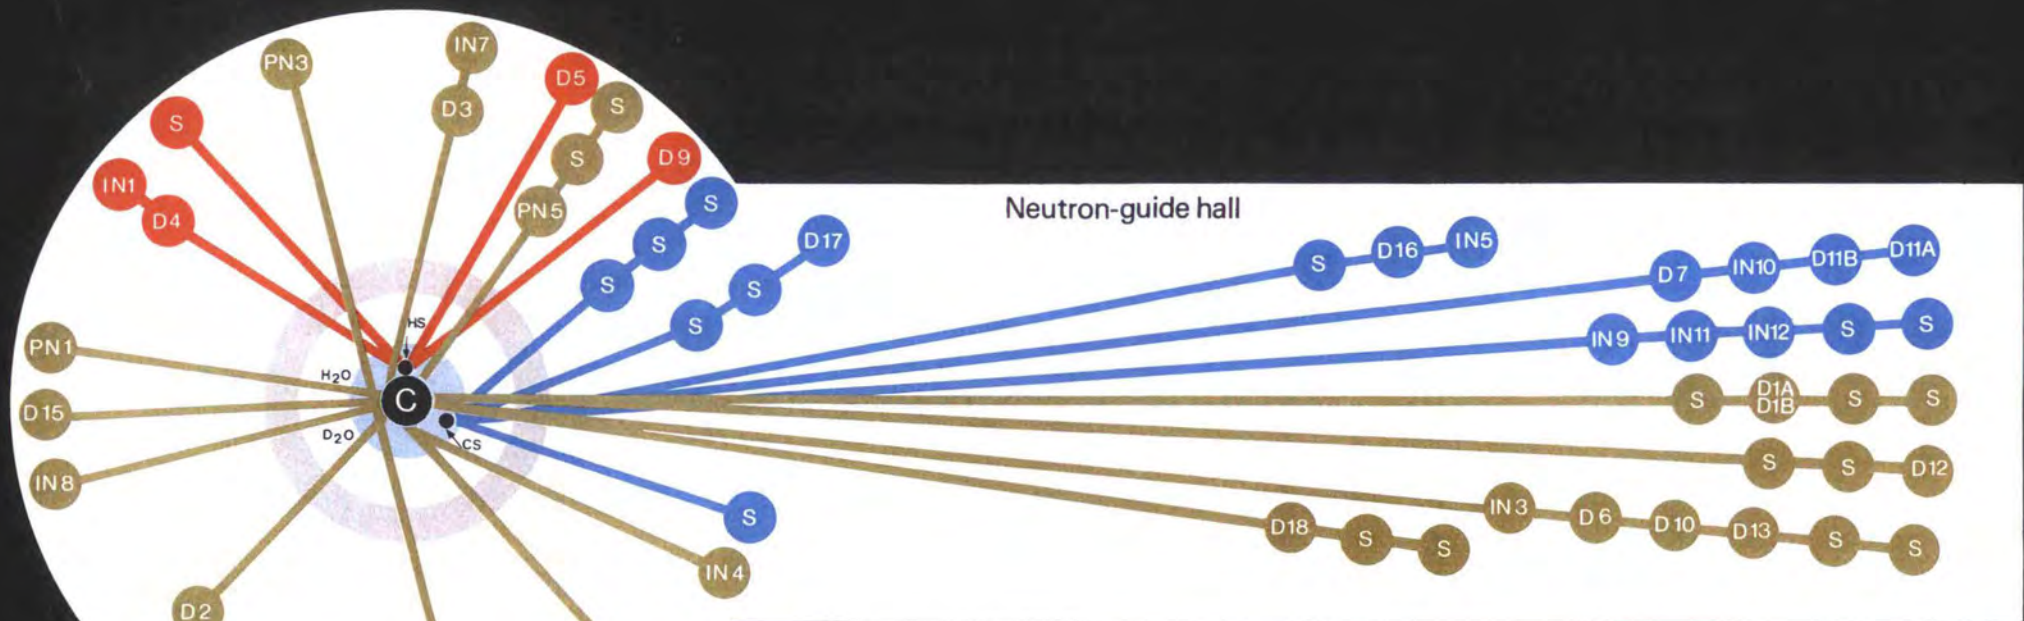 PN3
IN7
D5
S
D3
S
S
D9
IN1
D4
PN5
S
S
S
D17
S
S
HS
PN1
H2O
C
D15
D2O
CS
IN8
S
IN4
D2
Neutron-guide hall
S D16 IN5
D7 IN10 D11B D11A
IN9 IN11 IN12 S S
S D1A D1B S S
S S D12
IN3 D6 D10 D13 S S
D18 S S